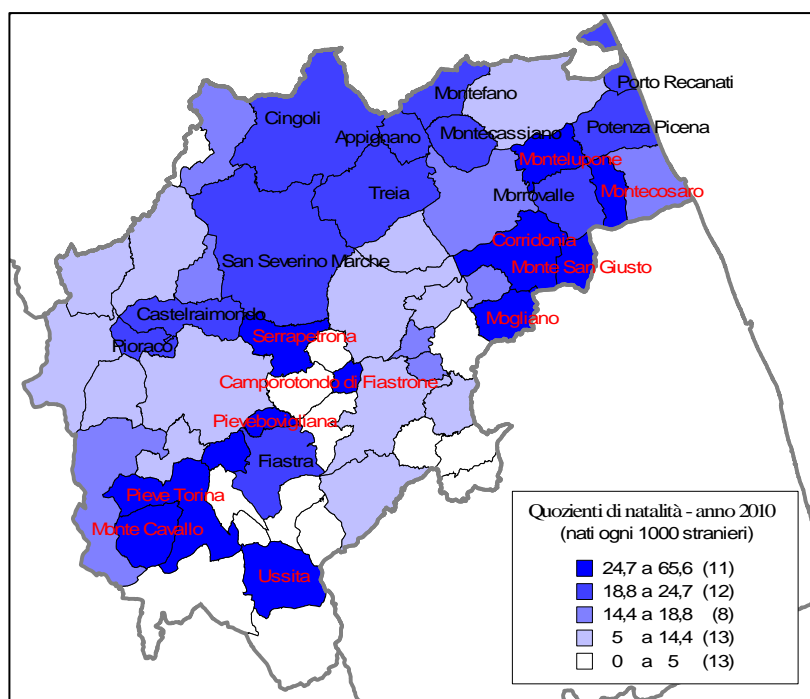 Porto Recanati
Montefano
Cingoli
Appignano
Montecassiano
Potenza Picena
Montelupone
Treia
Morrovalle
Montecosaro
Corridonia
San Severino Marche
Monte San Giusto
Castelraimondo
Mogliano
Serrapetrona
Pioraco
Camporotondo di Fiastrone
Pievebovigliana
Fiastra
Pieve Torina
Monte Cavallo
Ussita
Quozienti di natalità - anno 2010
(nati ogni 1000 stranieri)
24,7 a 65,6 (11)
18,8 a 24,7 (12)
14,4 a 18,8 (8)
5 a 14,4 (13)
0 a 5 (13)